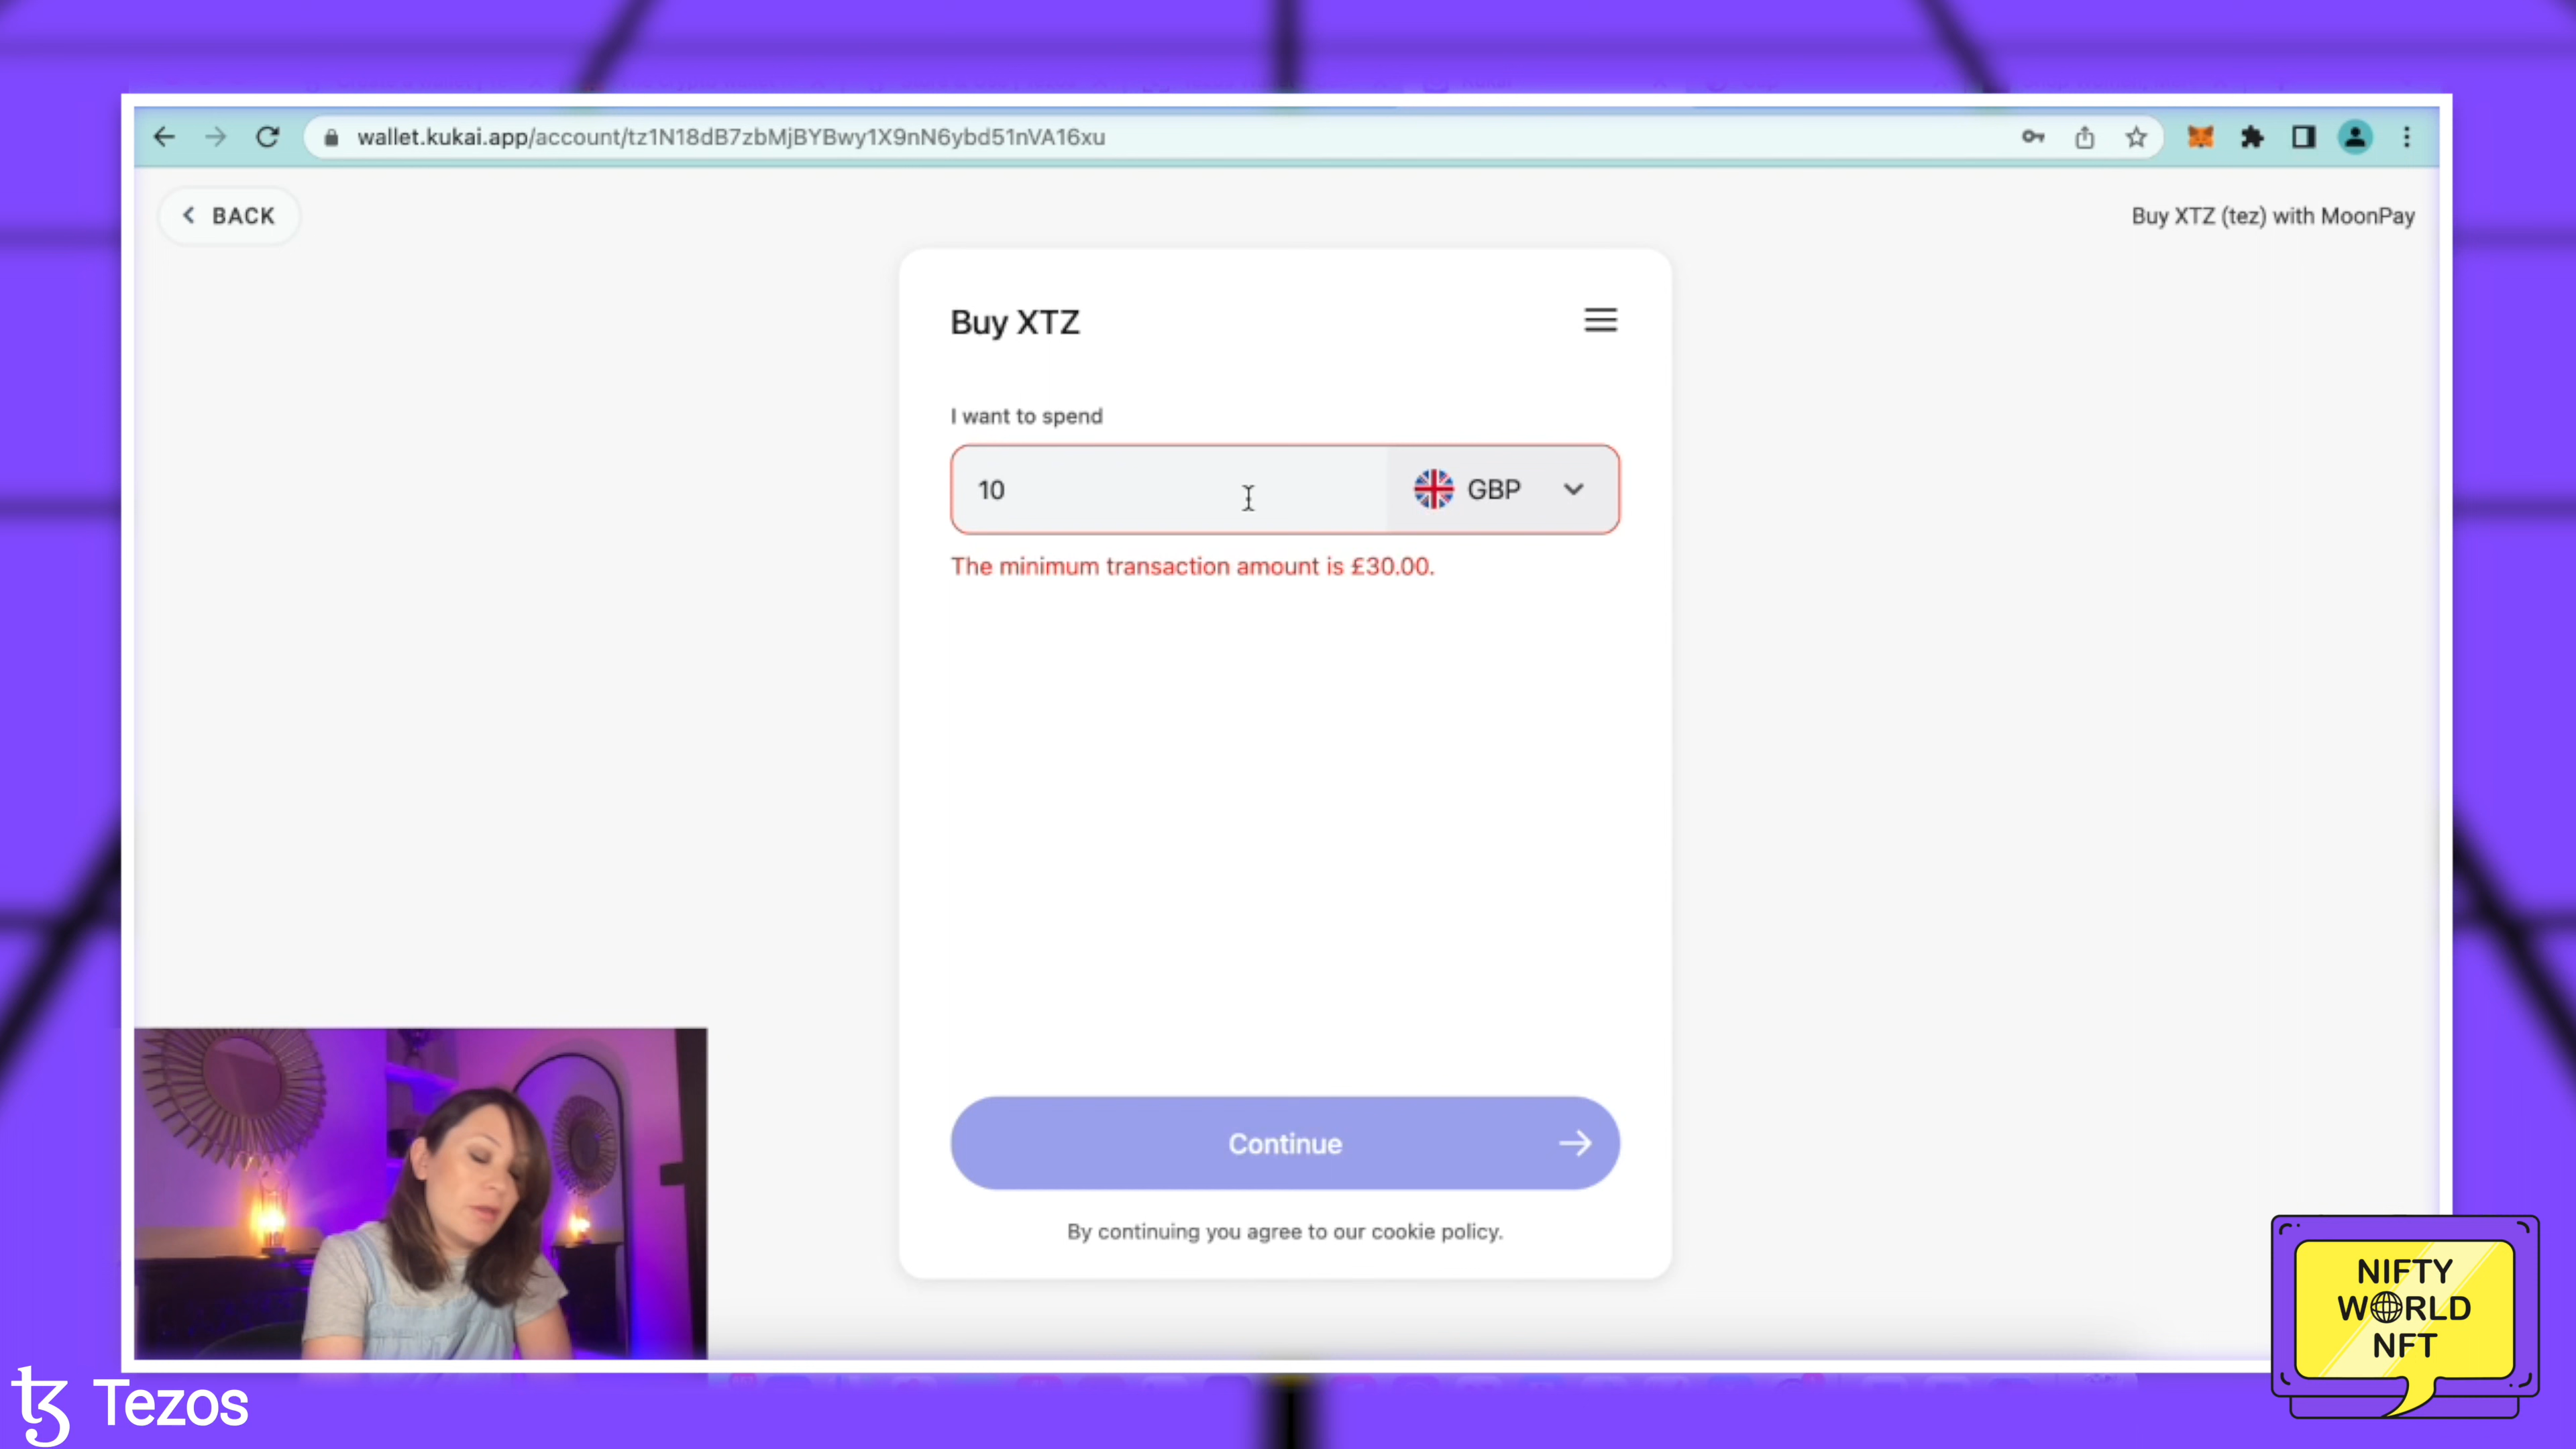 wallet.kukai.app/account/tz1N18dB7zbMjBYBwy1X9nN6ybd51nVA16xu
BACK
Buy XTZ (tez) with MoonPay
Buy XTZ
I want to spend
10
GBP
The minimum transaction amount is £30.00.
Continue
By continuing you agree to our cookie policy.
NIFTY
WORLD
NFT
Tezos